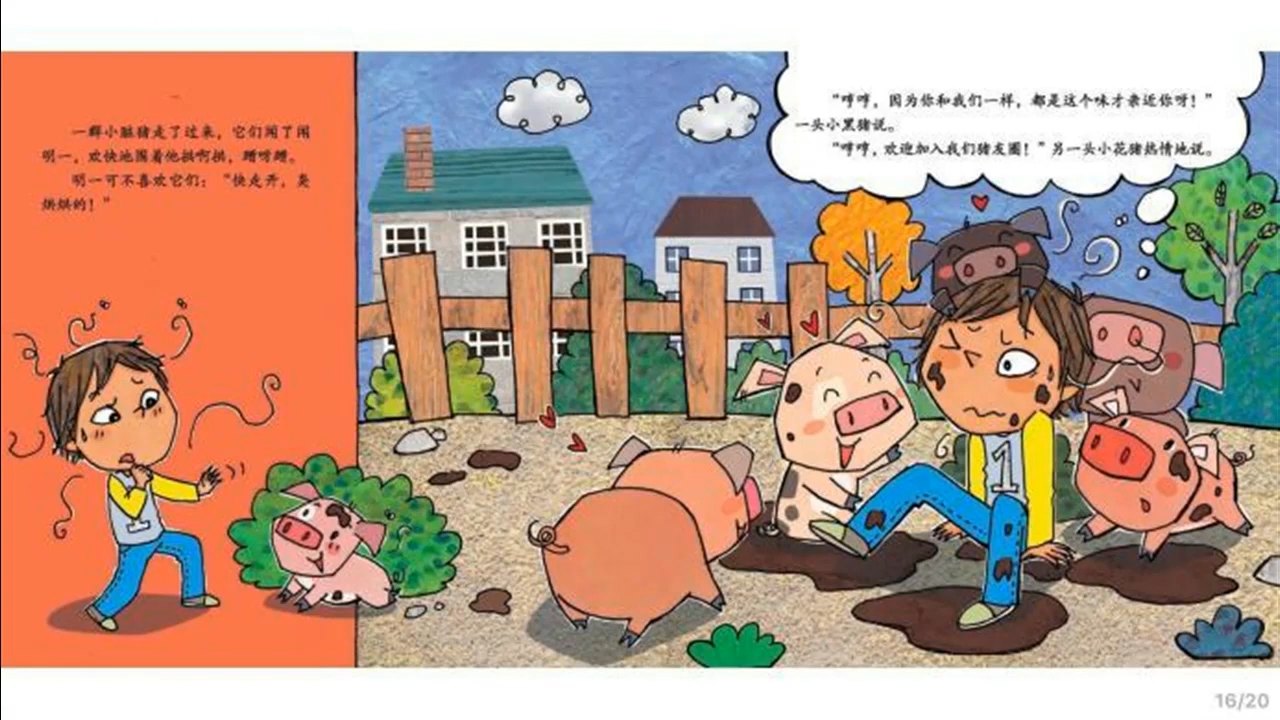 一群小脏猪走了过来，它们闻了闻
明一，欢快地围着他拱啊拱，蹭呀蹭。
明一可不喜欢它们：“快走开，臭
烘烘的！”
“哼哼，因为你和我们一样，都是这个味才亲近你呀！”
一头小黑猪说。
“哼哼，欢迎加入我们猪友圈！”另一头小花猪热情地说。
1
1
16/20